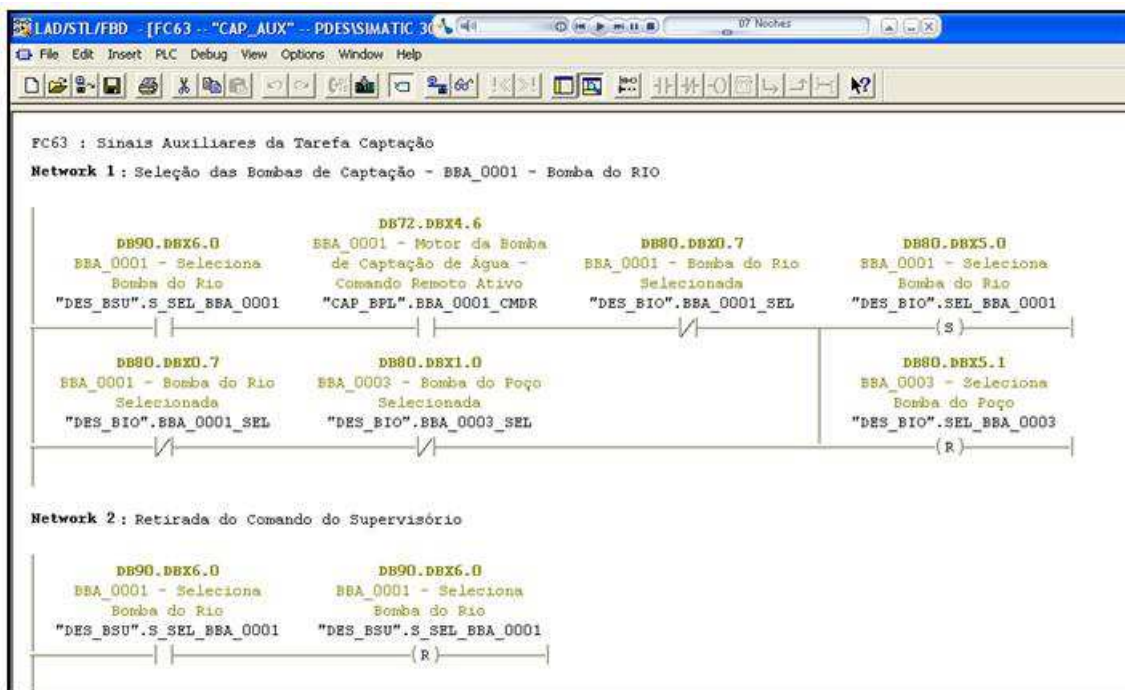 LAD/STL/FBD - [FC63 -- "CAP_AUX" -- PDES\SIMATIC 30
07 Noches
File Edit Insert PLC Debug View Options Window Help
FC63 : Sinais Auxiliares da Tarefa Captação
Network 1 : Seleção das Bombas de Captação - BBA_0001 - Bomba do RIO
DB90.DBX6.0
BBA_0001 - Seleciona
Bomba do Rio
"DES_BSU".S_SEL_BBA_0001
DB72.DBX4.6
BBA_0001 - Motor da Bomba
de Captação de Água -
Comando Remoto Ativo
"CAP_BPL".BBA_0001_CMDR
DB80.DBX0.7
BBA_0001 - Bomba do Rio
Selecionada
"DES_BIO".BBA_0001_SEL
DB80.DBX5.0
BBA_0001 - Seleciona
Bomba do Rio
"DES_BIO".SEL_BBA_0001
(S)
DB80.DBX0.7
BBA_0001 - Bomba do Rio
Selecionada
"DES_BIO".BBA_0001_SEL
DB80.DBX1.0
BBA_0003 - Bomba do Poço
Selecionada
"DES_BIO".BBA_0003_SEL
DB80.DBX5.1
BBA_0003 - Seleciona
Bomba do Poço
"DES_BIO".SEL_BBA_0003
(R)
Network 2 : Retirada do Comando do Supervisório
DB90.DBX6.0
BBA_0001 - Seleciona
Bomba do Rio
"DES_BSU".S_SEL_BBA_0001
DB90.DBX6.0
BBA_0001 - Seleciona
Bomba do Rio
"DES_BSU".S_SEL_BBA_0001
(R)